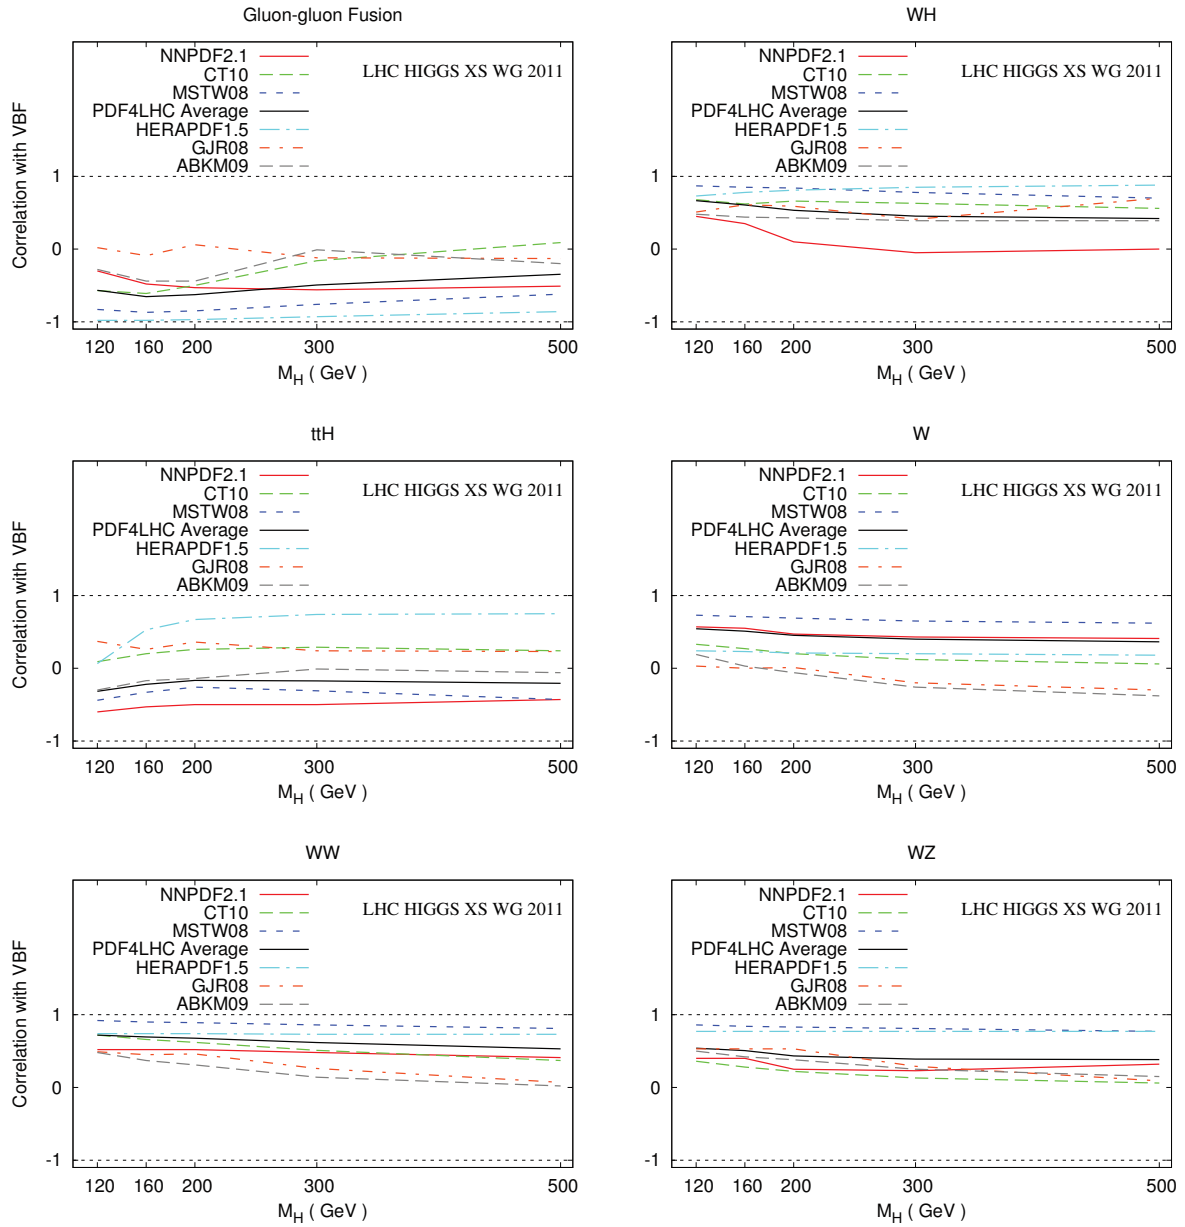 Gluon-gluon Fusion
Correlation with VBF
NNPDF2.1
CT10
MSTW08
PDF4LHC Average
HERAPDF1.5
GJR08
ABKM09
LHC HIGGS XS WG 2011
1
0
-1
120 160 200 300 500
M_H ( GeV )
WH
NNPDF2.1
CT10
MSTW08
PDF4LHC Average
HERAPDF1.5
GJR08
ABKM09
LHC HIGGS XS WG 2011
1
0
-1
120 160 200 300 500
M_H ( GeV )
ttH
Correlation with VBF
NNPDF2.1
CT10
MSTW08
PDF4LHC Average
HERAPDF1.5
GJR08
ABKM09
LHC HIGGS XS WG 2011
1
0
-1
120 160 200 300 500
M_H ( GeV )
W
NNPDF2.1
CT10
MSTW08
PDF4LHC Average
HERAPDF1.5
GJR08
ABKM09
LHC HIGGS XS WG 2011
1
0
-1
120 160 200 300 500
M_H ( GeV )
WW
Correlation with VBF
NNPDF2.1
CT10
MSTW08
PDF4LHC Average
HERAPDF1.5
GJR08
ABKM09
LHC HIGGS XS WG 2011
1
0
-1
120 160 200 300 500
M_H ( GeV )
WZ
NNPDF2.1
CT10
MSTW08
PDF4LHC Average
HERAPDF1.5
GJR08
ABKM09
LHC HIGGS XS WG 2011
1
0
-1
120 160 200 300 500
M_H ( GeV )